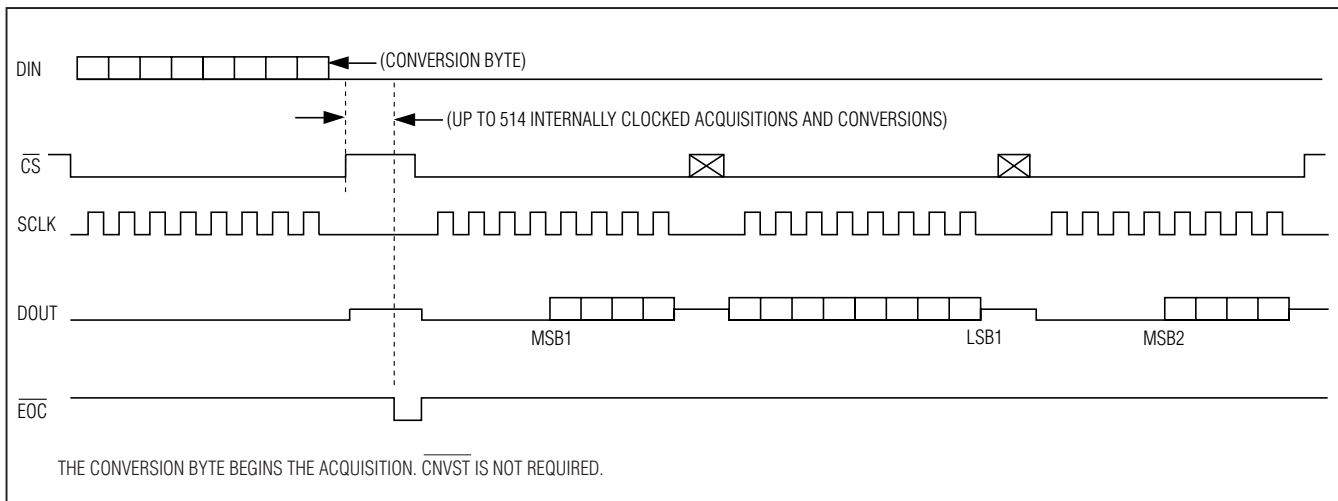 DIN
(CONVERSION BYTE)
(UP TO 514 INTERNALLY CLOCKED ACQUISITIONS AND CONVERSIONS)
CS
SCLK
DOUT
MSB1
LSB1
MSB2
EOC
THE CONVERSION BYTE BEGINS THE ACQUISITION. CNVST IS NOT REQUIRED.